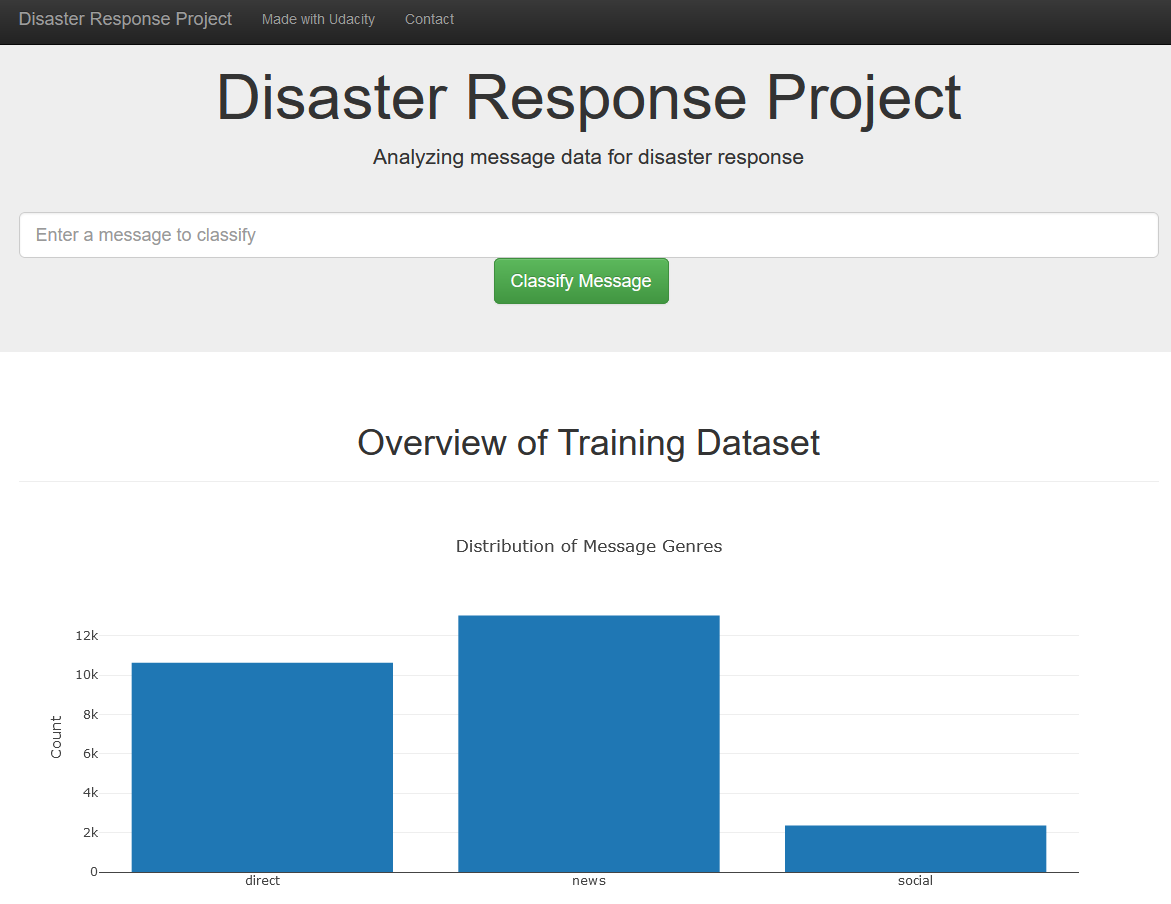 Disaster Response Project Made with Udacity Contact
Disaster Response Project
Analyzing message data for disaster response
Enter a message to classify
Classify Message
Overview of Training Dataset
Distribution of Message Genres
12k
10k
8k
6k
4k
2k
0
Count
direct news social